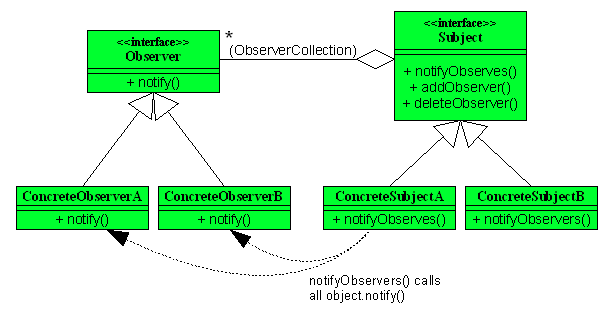 <<interface>>
Observer
+ notify()
*
(ObserverCollection)
<<interface>>
Subject
+ notifyObserves()
+ addObserver()
+ deleteObserver()
ConcreteObserverA
+ notify()
ConcreteObserverB
+ notify()
ConcreteSubjectA
+ notifyObserves()
ConcreteSubjectB
+ notifyObservers()
notifyObservers() calls
all object.notify()